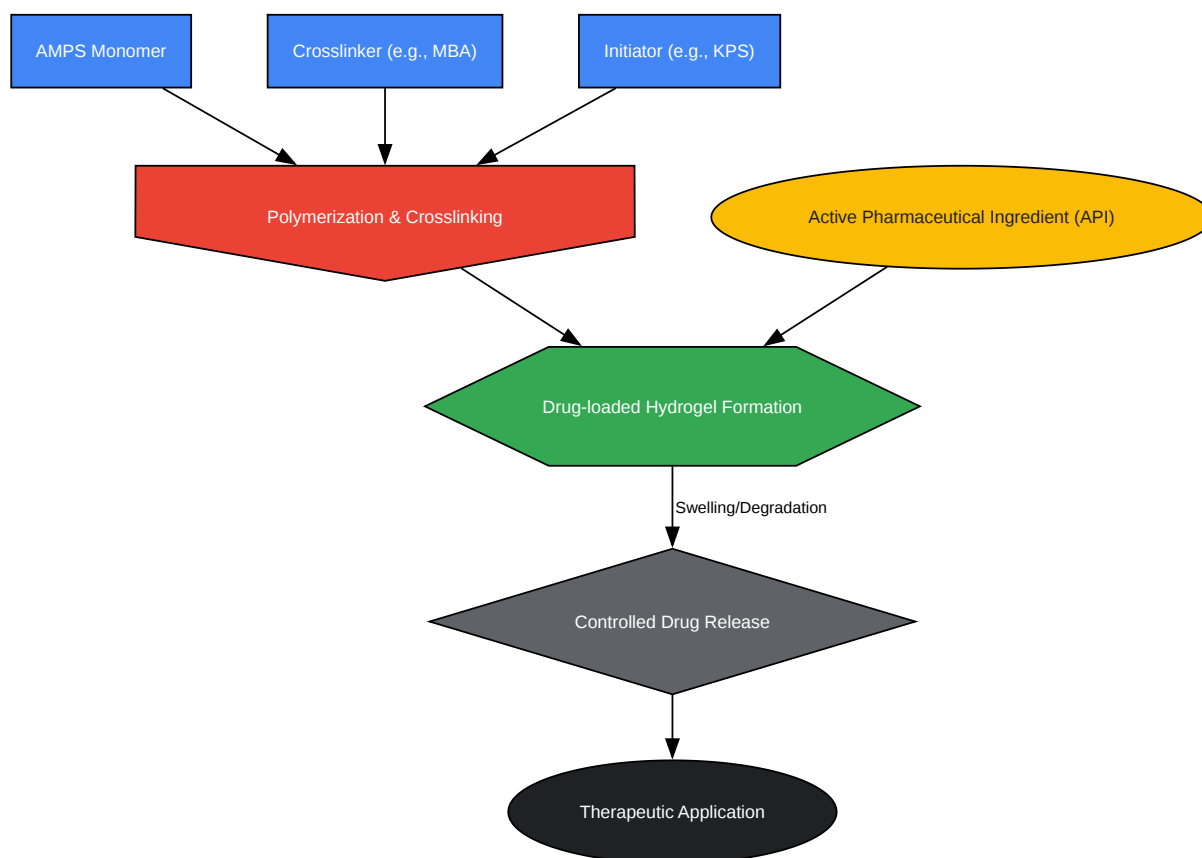 AMPS Monomer
Crosslinker (e.g., MBA)
Initiator (e.g., KPS)
Polymerization & Crosslinking
Active Pharmaceutical Ingredient (API)
Drug-loaded Hydrogel Formation
Swelling/Degradation
Controlled Drug Release
Therapeutic Application